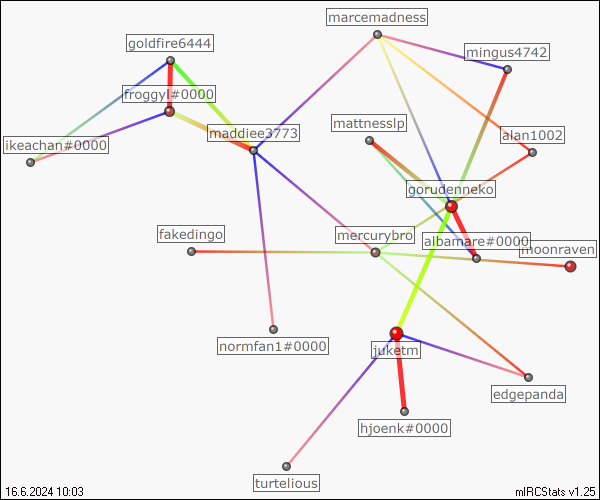 marcemadness
goldfire6444
mingus4742
froggyl#0000
mattnesslp
maddiee3773
alan1002
ikeachan#0000
gorudenneko
fakedingo
mercurybro
albamare#0000
moonraven
normfan1#0000
juketm
edgepanda
hjoenk#0000
turtelious
16.6.2024 10:03
mIRCStats v1.25